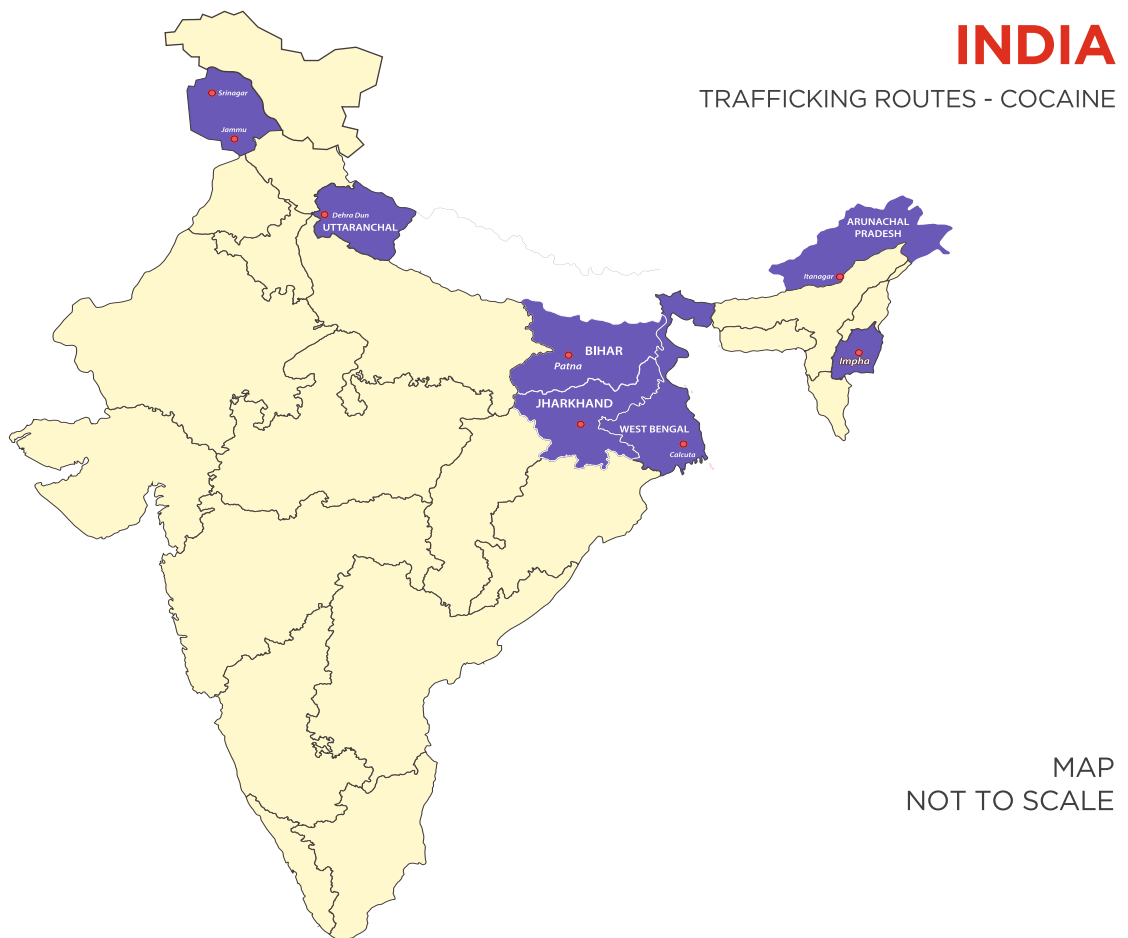 INDIA
TRAFFICKING ROUTES - COCAINE
Srinagar
Jammu
Dehra Dun
UTTARANCHAL
ARUNACHAL
PRADESH
Itanagar
BIHAR
Patna
Impha
JHARKHAND
WEST BENGAL
Calcuta
MAP
NOT TO SCALE